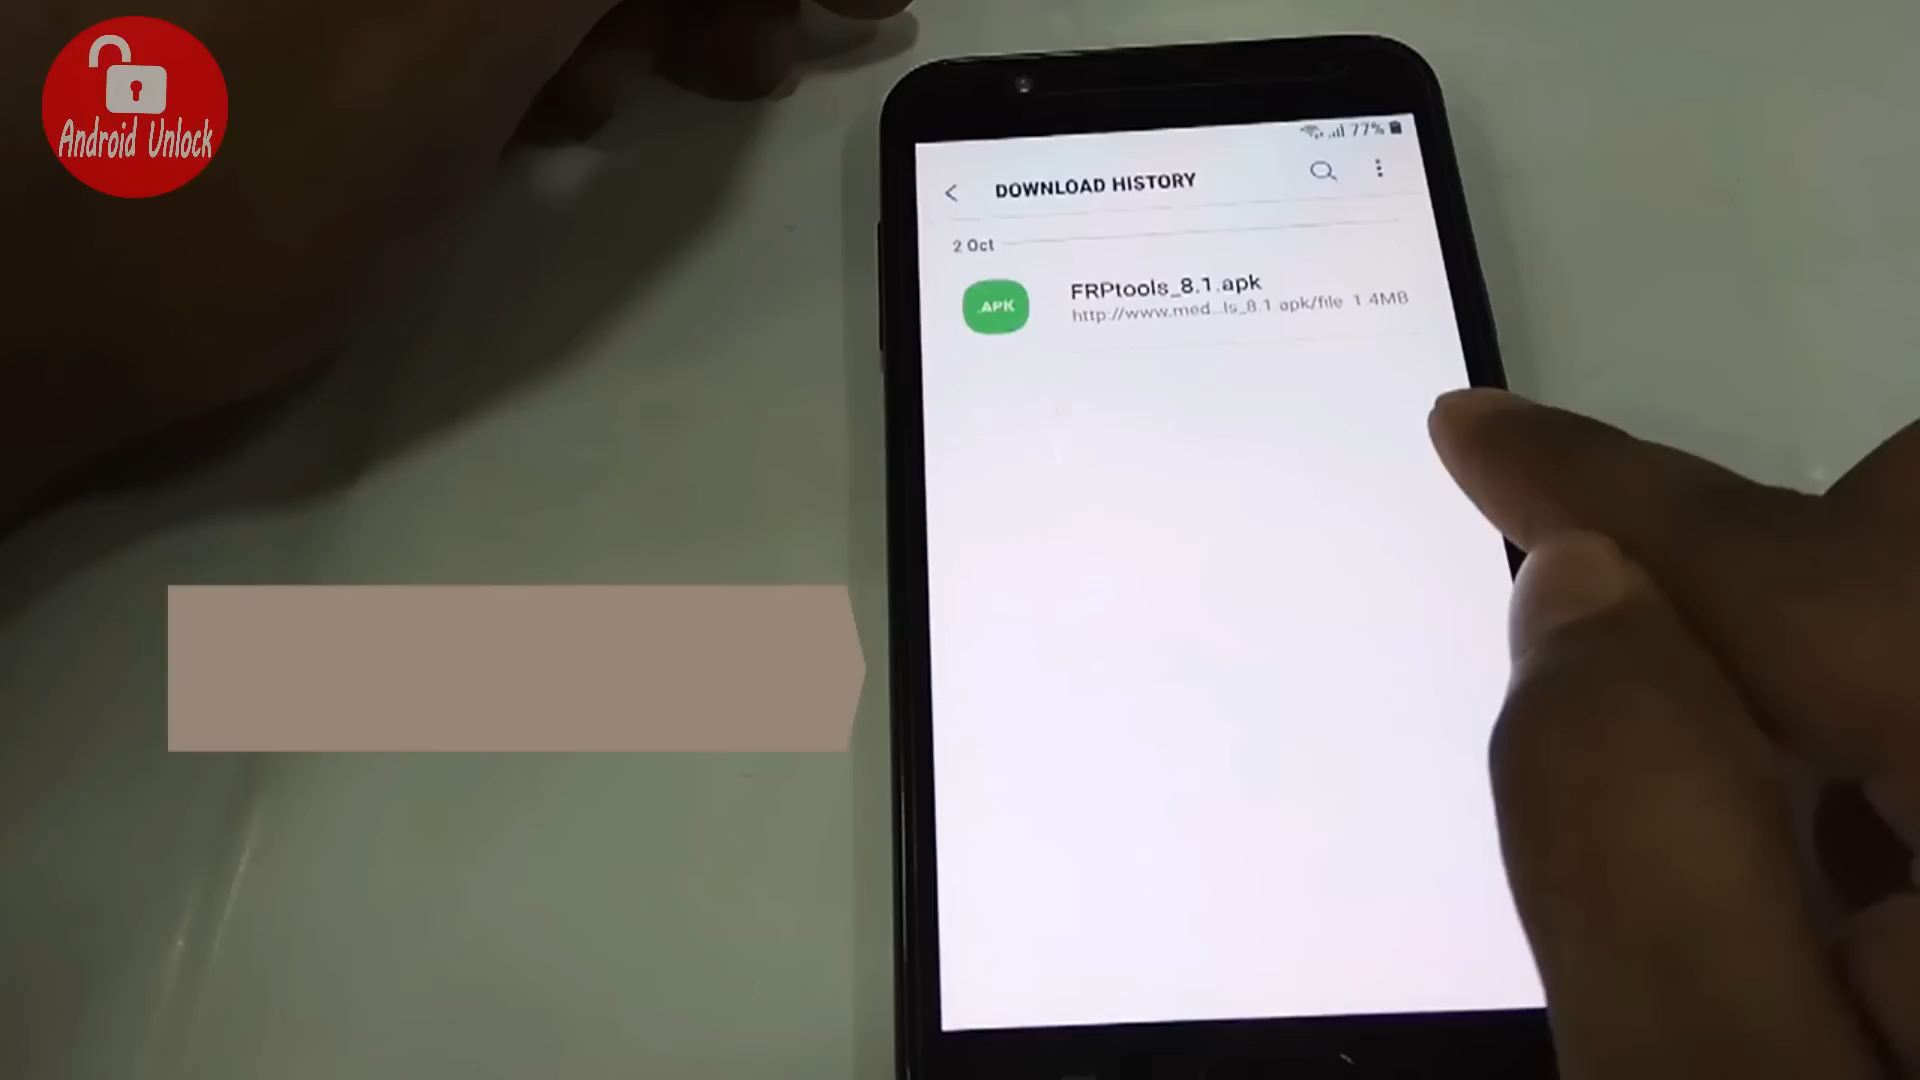 Android Unlock
77%
DOWNLOAD HISTORY
2 Oct
.APK
FRPtools_8.1.apk
http://www.med...ls_8.1 apk/file 1.4MB